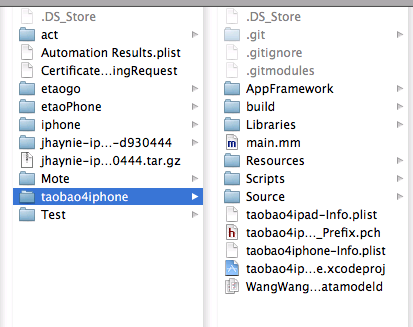 .DS_Store
act
Automation Results.plist
Certificate...ingRequest
etaogo
etaoPhone
iphone
jhaynie-ip...-d930444
jhaynie-ip...0444.tar.gz
Mote
taobao4iphone
Test
.DS_Store
.git
.gitignore
.gitmodules
AppFramework
build
Libraries
main.mm
Resources
Scripts
Source
taobao4ipad-Info.plist
taobao4ip..._Prefix.pch
taobao4iphone-Info.plist
taobao4ip...e.xcodeproj
WangWang...atamodeld